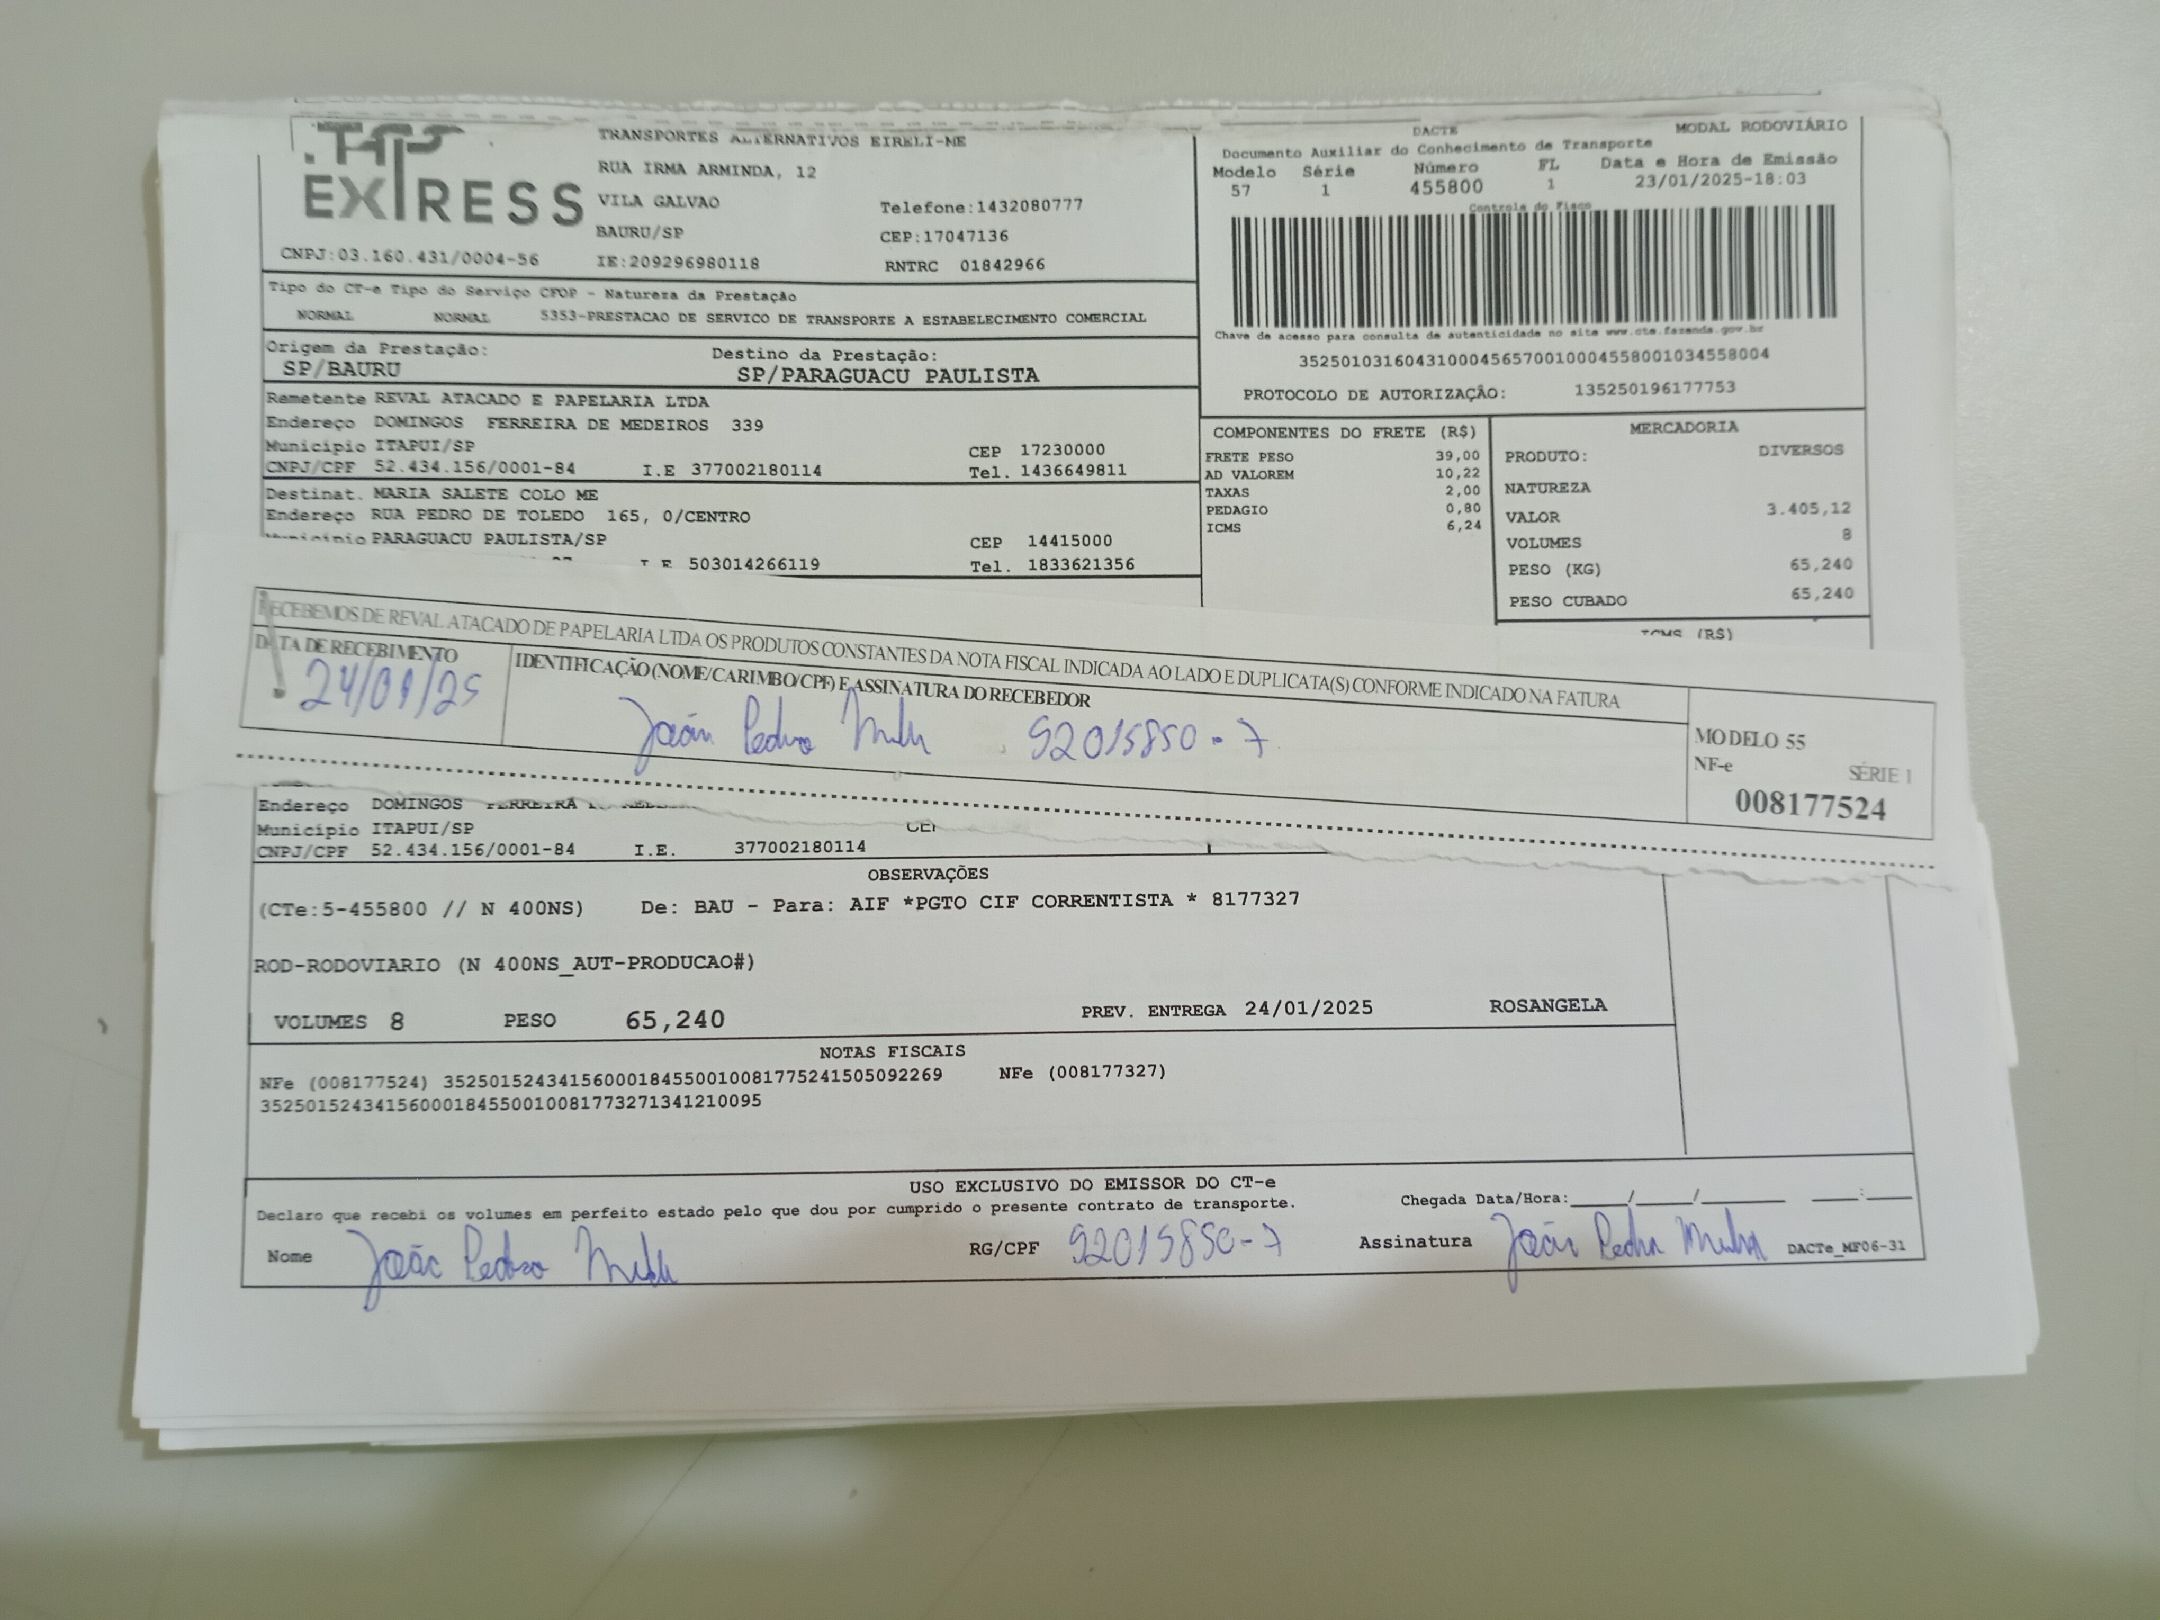 EXPRESS
TRANSPORTES ALTERNATIVOS EIRELI-ME
RUA IRMA ARMINDA, 12
VILA GALVAO
Telefone:1432080777
BAURU/SP
CEP:17047136
CNPJ:03.160.431/0004-56
IE:209296980118
RNTRC 01842966
DACTE
MODAL RODOVIÁRIO
Documento Auxiliar do Conhecimento de Transporte
Modelo Série Número FL Data e Hora de Emissão
57 1 455800 1 23/01/2025-18:03
Controle do Fisco
Chave de acesso para consulta de autenticidade no site www.cte.fazenda.gov.br
35250103160431000456570010004558001034558004
PROTOCOLO DE AUTORIZAÇÃO: 135250196177753
Tipo do CT-e Tipo do Serviço CFOP - Natureza da Prestação
NORMAL NORMAL 5353-PRESTACAO DE SERVICO DE TRANSPORTE A ESTABELECIMENTO COMERCIAL
Origem da Prestação: Destino da Prestação:
SP/BAURU SP/PARAGUACU PAULISTA
Remetente REVAL ATACADO E PAPELARIA LTDA
Endereço DOMINGOS FERREIRA DE MEDEIROS 339
Município ITAPUI/SP CEP 17230000
CNPJ/CPF 52.434.156/0001-84 I.E 377002180114 Tel. 1436649811
Destinat. MARIA SALETE COLO ME
Endereço RUA PEDRO DE TOLEDO 165, 0/CENTRO
Município PARAGUACU PAULISTA/SP CEP 14415000
I.E 503014266119 Tel. 1833621356
COMPONENTES DO FRETE (R$)
FRETE PESO 39,00
AD VALOREM 10,22
TAXAS 2,00
PEDAGIO 0,80
ICMS 6,24
MERCADORIA
PRODUTO: DIVERSOS
NATUREZA
VALOR 3.405,12
VOLUMES 8
PESO (KG) 65,240
PESO CUBADO 65,240
ICMS (R$)
RECEBEMOS DE REVAL ATACADO DE PAPELARIA LTDA OS PRODUTOS CONSTANTES DA NOTA FISCAL INDICADA AO LADO E DUPLICATA(S) CONFORME INDICADO NA FATURA
DATA DE RECEBIMENTO
IDENTIFICAÇÃO (NOME/CARIMBO/CPF) E ASSINATURA DO RECEBEDOR
24/01/25
João Pedro 92015850-7
MODELO 55
NF-e SÉRIE 1
008177524
Endereço DOMINGOS FERREIRA
Município ITAPUI/SP CEP
CNPJ/CPF 52.434.156/0001-84 I.E. 377002180114
OBSERVAÇÕES
(CTe:5-455800 // N 400NS) De: BAU - Para: AIF *PGTO CIF CORRENTISTA * 8177327
ROD-RODOVIARIO (N 400NS_AUT-PRODUCAO#)
VOLUMES 8 PESO 65,240 PREV. ENTREGA 24/01/2025 ROSANGELA
NOTAS FISCAIS
NFe (008177524) 35250152434156000184550010081775241505092269 NFe (008177327)
35250152434156000184550010081773271341210095
USO EXCLUSIVO DO EMISSOR DO CT-e
Declaro que recebi os volumes em perfeito estado pelo que dou por cumprido o presente contrato de transporte.
Chegada Data/Hora:____/____/______ ___:___
Nome João Pedro RG/CPF 92015850-7 Assinatura João Pedro DACTe_MF06-31